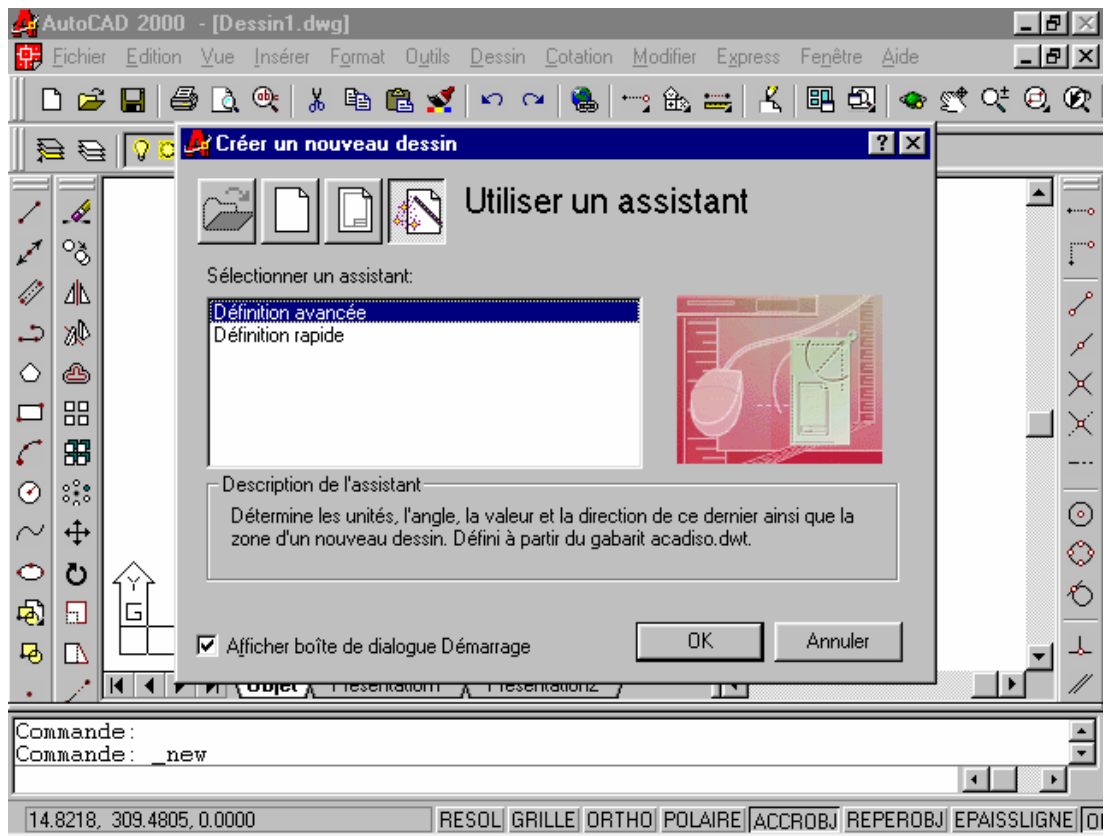 AutoCAD 2000 - [Dessin1.dwg]
Fichier Edition Vue Insérer Format Outils Dessin Cotation Modifier Express Fenêtre Aide
Créer un nouveau dessin
Utiliser un assistant
Sélectionner un assistant:
Définition avancée
Définition rapide
Description de l'assistant
Détermine les unités, l'angle, la valeur et la direction de ce dernier ainsi que la
zone d'un nouveau dessin. Défini à partir du gabarit acadiso.dwt.
Y
G
Afficher boîte de dialogue Démarrage
OK Annuler
Objet Présentation1 Présentation2
Commande:
Commande: _new
14.8218, 309.4805, 0.0000 RESOL GRILLE ORTHO POLAIRE ACCROBJ REPEROBJ EPAISSLIGNE